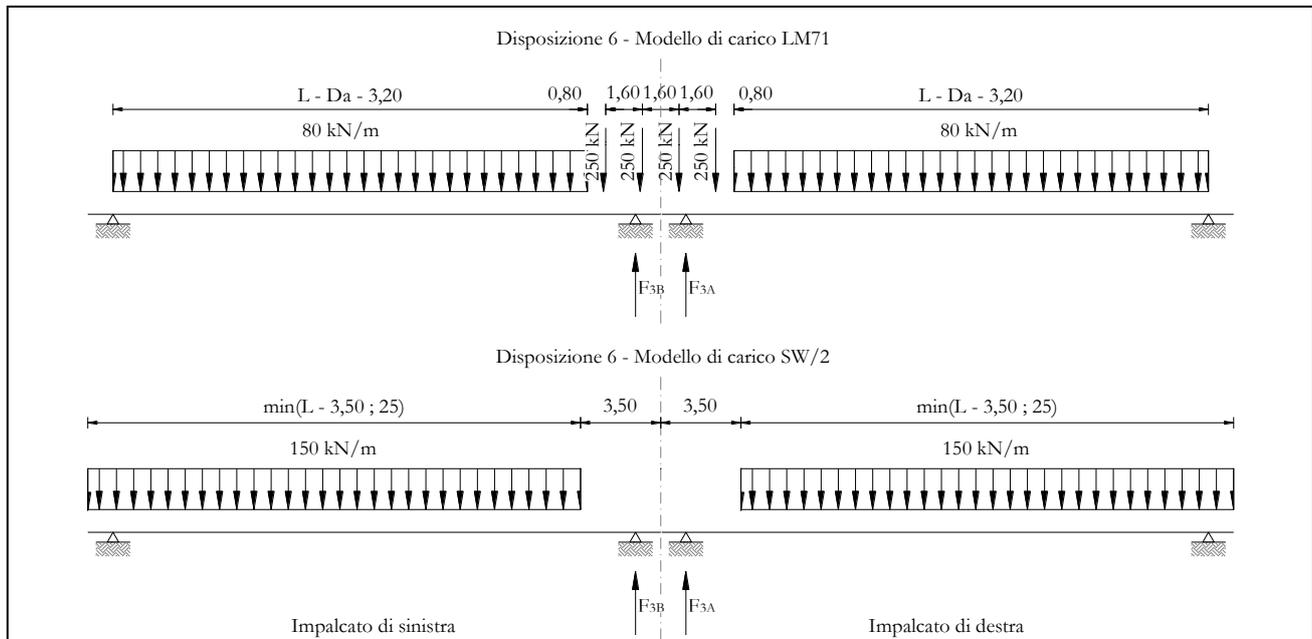 Disposizione 6 - Modello di carico LM71
L - Da - 3,20 0,80 1,60 1,60 1,60 0,80 L - Da - 3,20
80 kN/m 250 kN 250 kN 250 kN 250 kN 80 kN/m
F3B F3A
Disposizione 6 - Modello di carico SW/2
min(L - 3,50 ; 25) 3,50 3,50 min(L - 3,50 ; 25)
150 kN/m 150 kN/m
F3B F3A
Impalcato di sinistra Impalcato di destra